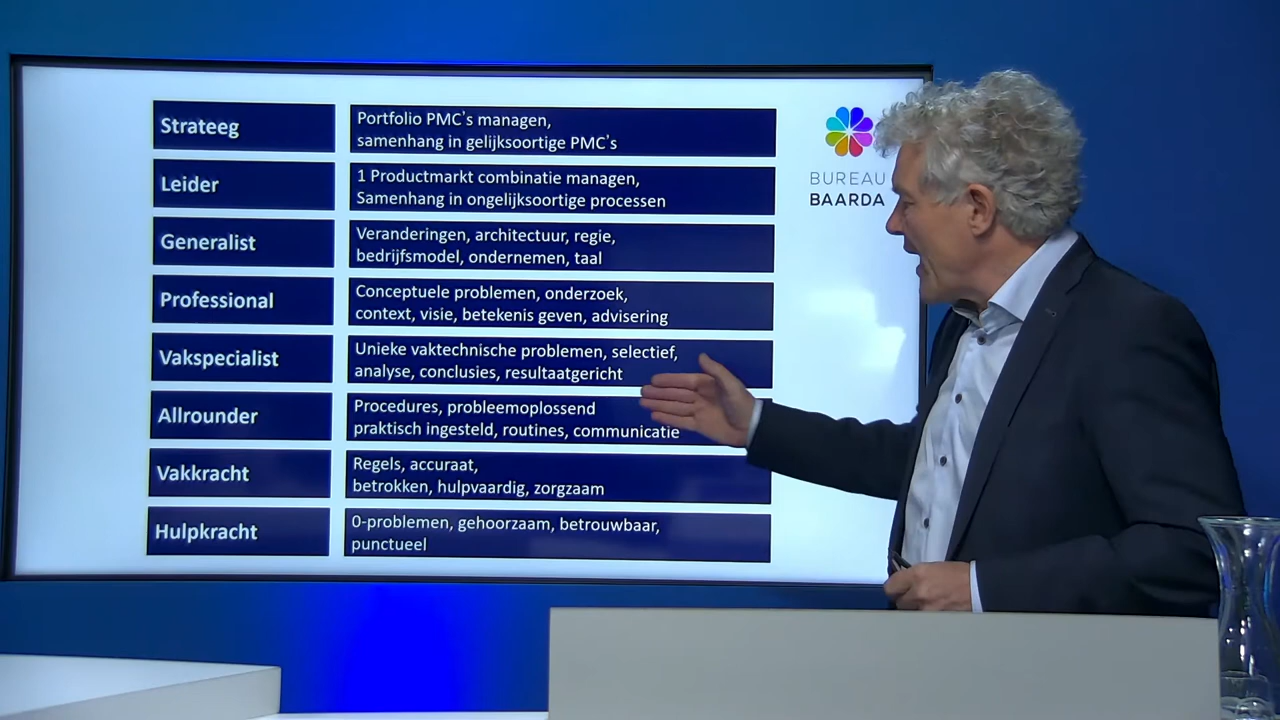 Strateeg
Portfolio PMC's managen,
samenhang in gelijksoortige PMC's
Leider
1 Productmarkt combinatie managen,
Samenhang in ongelijksoortige processen
Generalist
Veranderingen, architectuur, regie,
bedrijfsmodel, ondernemen, taal
Professional
Conceptuele problemen, onderzoek,
context, visie, betekenis geven, advisering
Vakspecialist
Unieke vaktechnische problemen, selectief,
analyse, conclusies, resultaatgericht
Allrounder
Procedures, probleemoplossend
praktisch ingesteld, routines, communicatie
Vakkracht
Regels, accuraat,
betrokken, hulpvaardig, zorgzaam
Hulpkracht
0-problemen, gehoorzaam, betrouwbaar,
punctueel
BUREAU
BAARDA